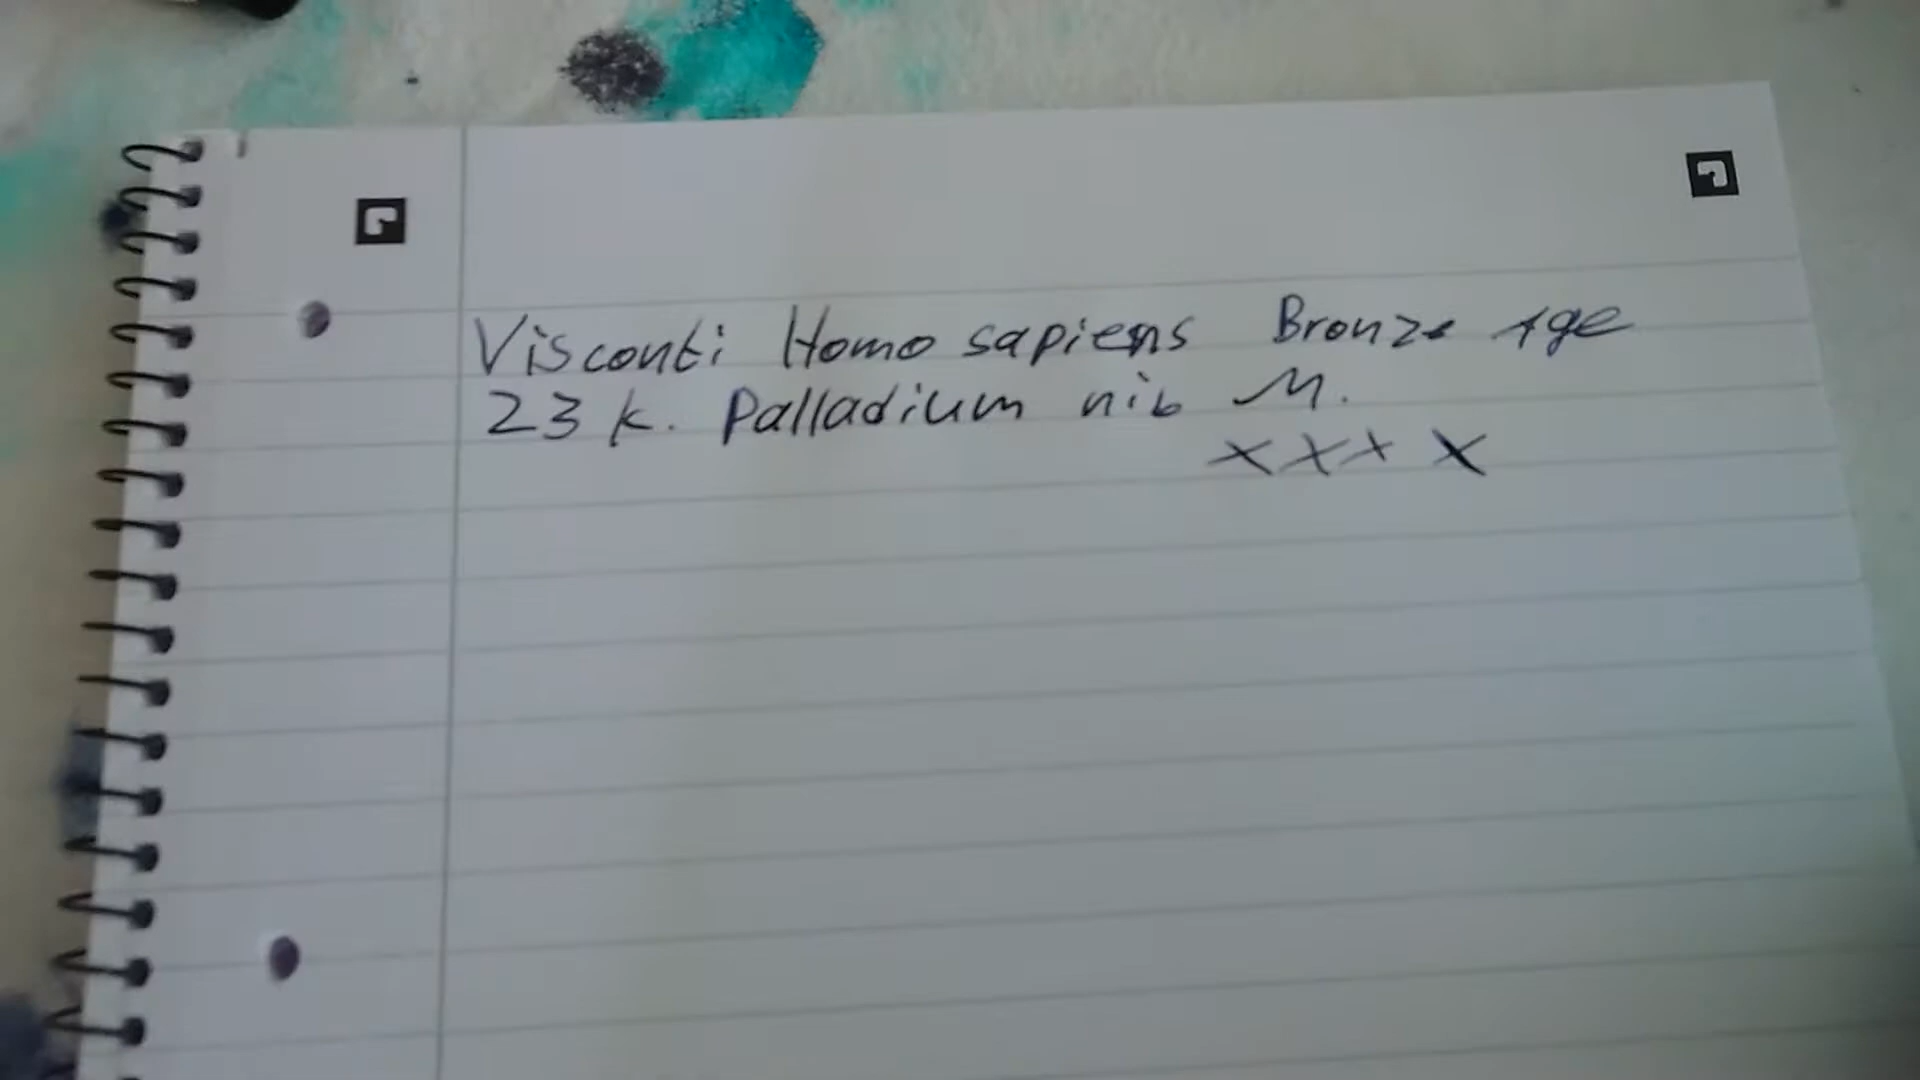 Visconti Homo sapiens Bronze Age
23 k. Palladium nib M.
x x x x